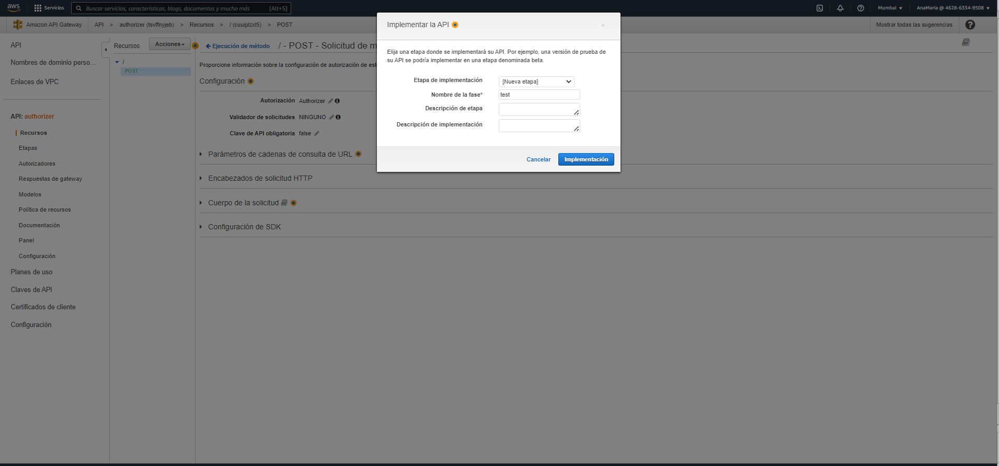 aws
Servicios
Buscar servicios, características, blogs, documentos y mucho más [Alt+S]
Mumbai
AnaMaria @ 4628-6334-9508
Amazon API Gateway
API > authorizer (tsvffnyjeb) > Recursos > / (cuuiplzxl5) > POST
Mostrar todas las sugerencias
API
Nombres de dominio perso...
Enlaces de VPC
API: authorizer
Recursos
Etapas
Autorizadores
Respuestas de gateway
Modelos
Política de recursos
Documentación
Panel
Configuración
Planes de uso
Claves de API
Certificados de cliente
Configuración
Recursos
Acciones
/
POST
Ejecución de método / - POST - Solicitud de m
Proporcione información sobre la configuración de autorización de est
Configuración
Autorización Authorizer
Validador de solicitudes NINGUNO
Clave de API obligatoria false
Parámetros de cadenas de consulta de URL
Encabezados de solicitud HTTP
Cuerpo de la solicitud
Configuración de SDK
Implementar la API
Elija una etapa donde se implementará su API. Por ejemplo, una versión de prueba de
su API se podría implementar en una etapa denominada beta.
Etapa de implementación [Nueva etapa]
Nombre de la fase* test
Descripción de etapa
Descripción de implementación
Cancelar
Implementación